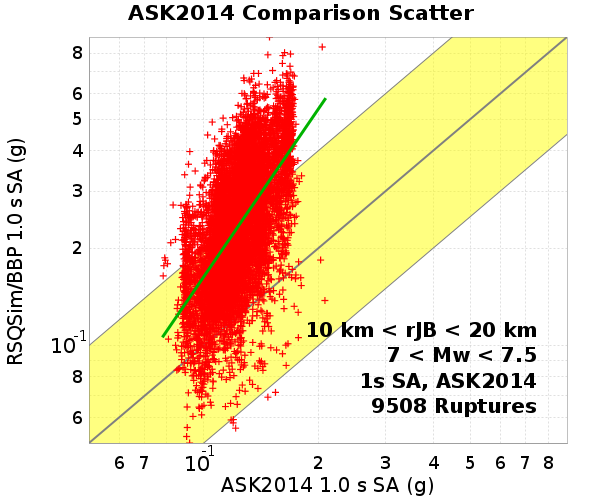 ASK2014 Comparison Scatter
RSQSim/BBP 1.0 s SA (g)
8
6
5
4
3
2
10-1
8
6
10 km < rJB < 20 km
7 < Mw < 7.5
1s SA, ASK2014
9508 Ruptures
6 7 10-1 2 3 4 5 6 7 8
ASK2014 1.0 s SA (g)